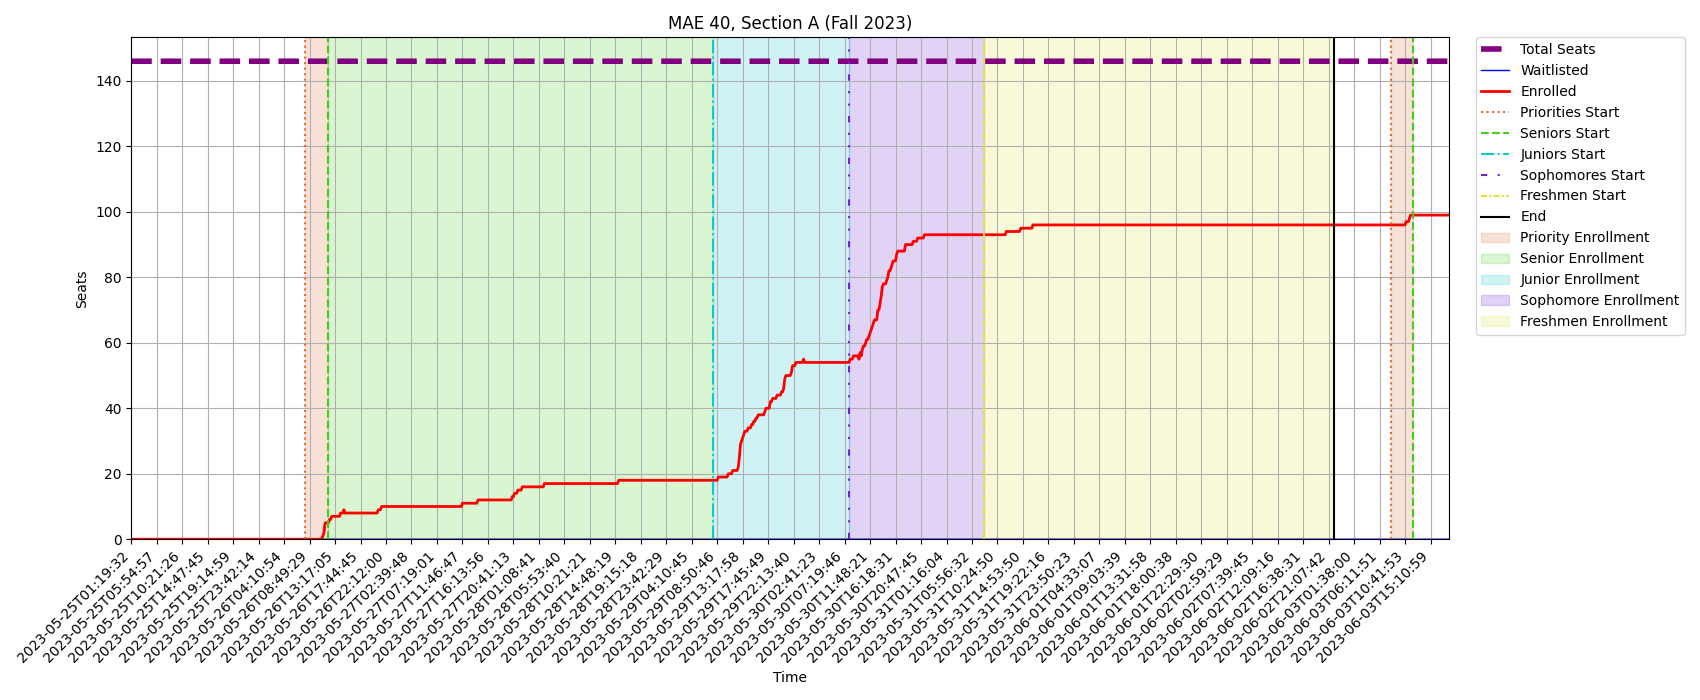 MAE 40, Section A (Fall 2023)
Seats
140
120
100
80
60
40
20
0
2023-05-25T01:19:32
2023-05-25T05:54:57
2023-05-25T10:21:26
2023-05-25T14:47:45
2023-05-25T19:14:59
2023-05-25T23:42:14
2023-05-26T04:10:54
2023-05-26T08:49:29
2023-05-26T13:17:05
2023-05-26T17:44:45
2023-05-26T22:12:00
2023-05-27T02:39:48
2023-05-27T07:19:01
2023-05-27T11:46:47
2023-05-27T16:13:56
2023-05-27T20:41:13
2023-05-28T01:08:41
2023-05-28T05:53:40
2023-05-28T10:21:21
2023-05-28T14:48:19
2023-05-28T19:15:18
2023-05-28T23:42:29
2023-05-29T04:10:45
2023-05-29T08:50:46
2023-05-29T13:17:58
2023-05-29T17:45:49
2023-05-29T22:13:40
2023-05-30T02:41:23
2023-05-30T07:19:46
2023-05-30T11:48:21
2023-05-30T16:18:31
2023-05-30T20:47:45
2023-05-31T01:16:04
2023-05-31T05:56:32
2023-05-31T10:24:50
2023-05-31T14:53:50
2023-05-31T19:22:16
2023-05-31T23:50:23
2023-06-01T04:33:07
2023-06-01T09:03:39
2023-06-01T13:31:58
2023-06-01T18:00:38
2023-06-01T22:29:30
2023-06-02T02:59:29
2023-06-02T07:39:45
2023-06-02T12:09:16
2023-06-02T16:38:31
2023-06-02T21:07:42
2023-06-03T01:38:00
2023-06-03T06:11:51
2023-06-03T10:41:53
2023-06-03T15:10:59
Time
Total Seats
Waitlisted
Enrolled
Priorities Start
Seniors Start
Juniors Start
Sophomores Start
Freshmen Start
End
Priority Enrollment
Senior Enrollment
Junior Enrollment
Sophomore Enrollment
Freshmen Enrollment